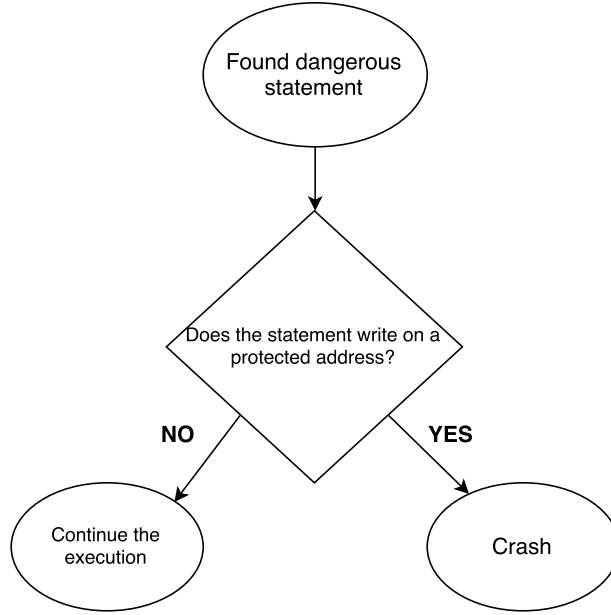 Found dangerous
statement
Does the statement write on a
protected address?
NO
YES
Continue the
execution
Crash